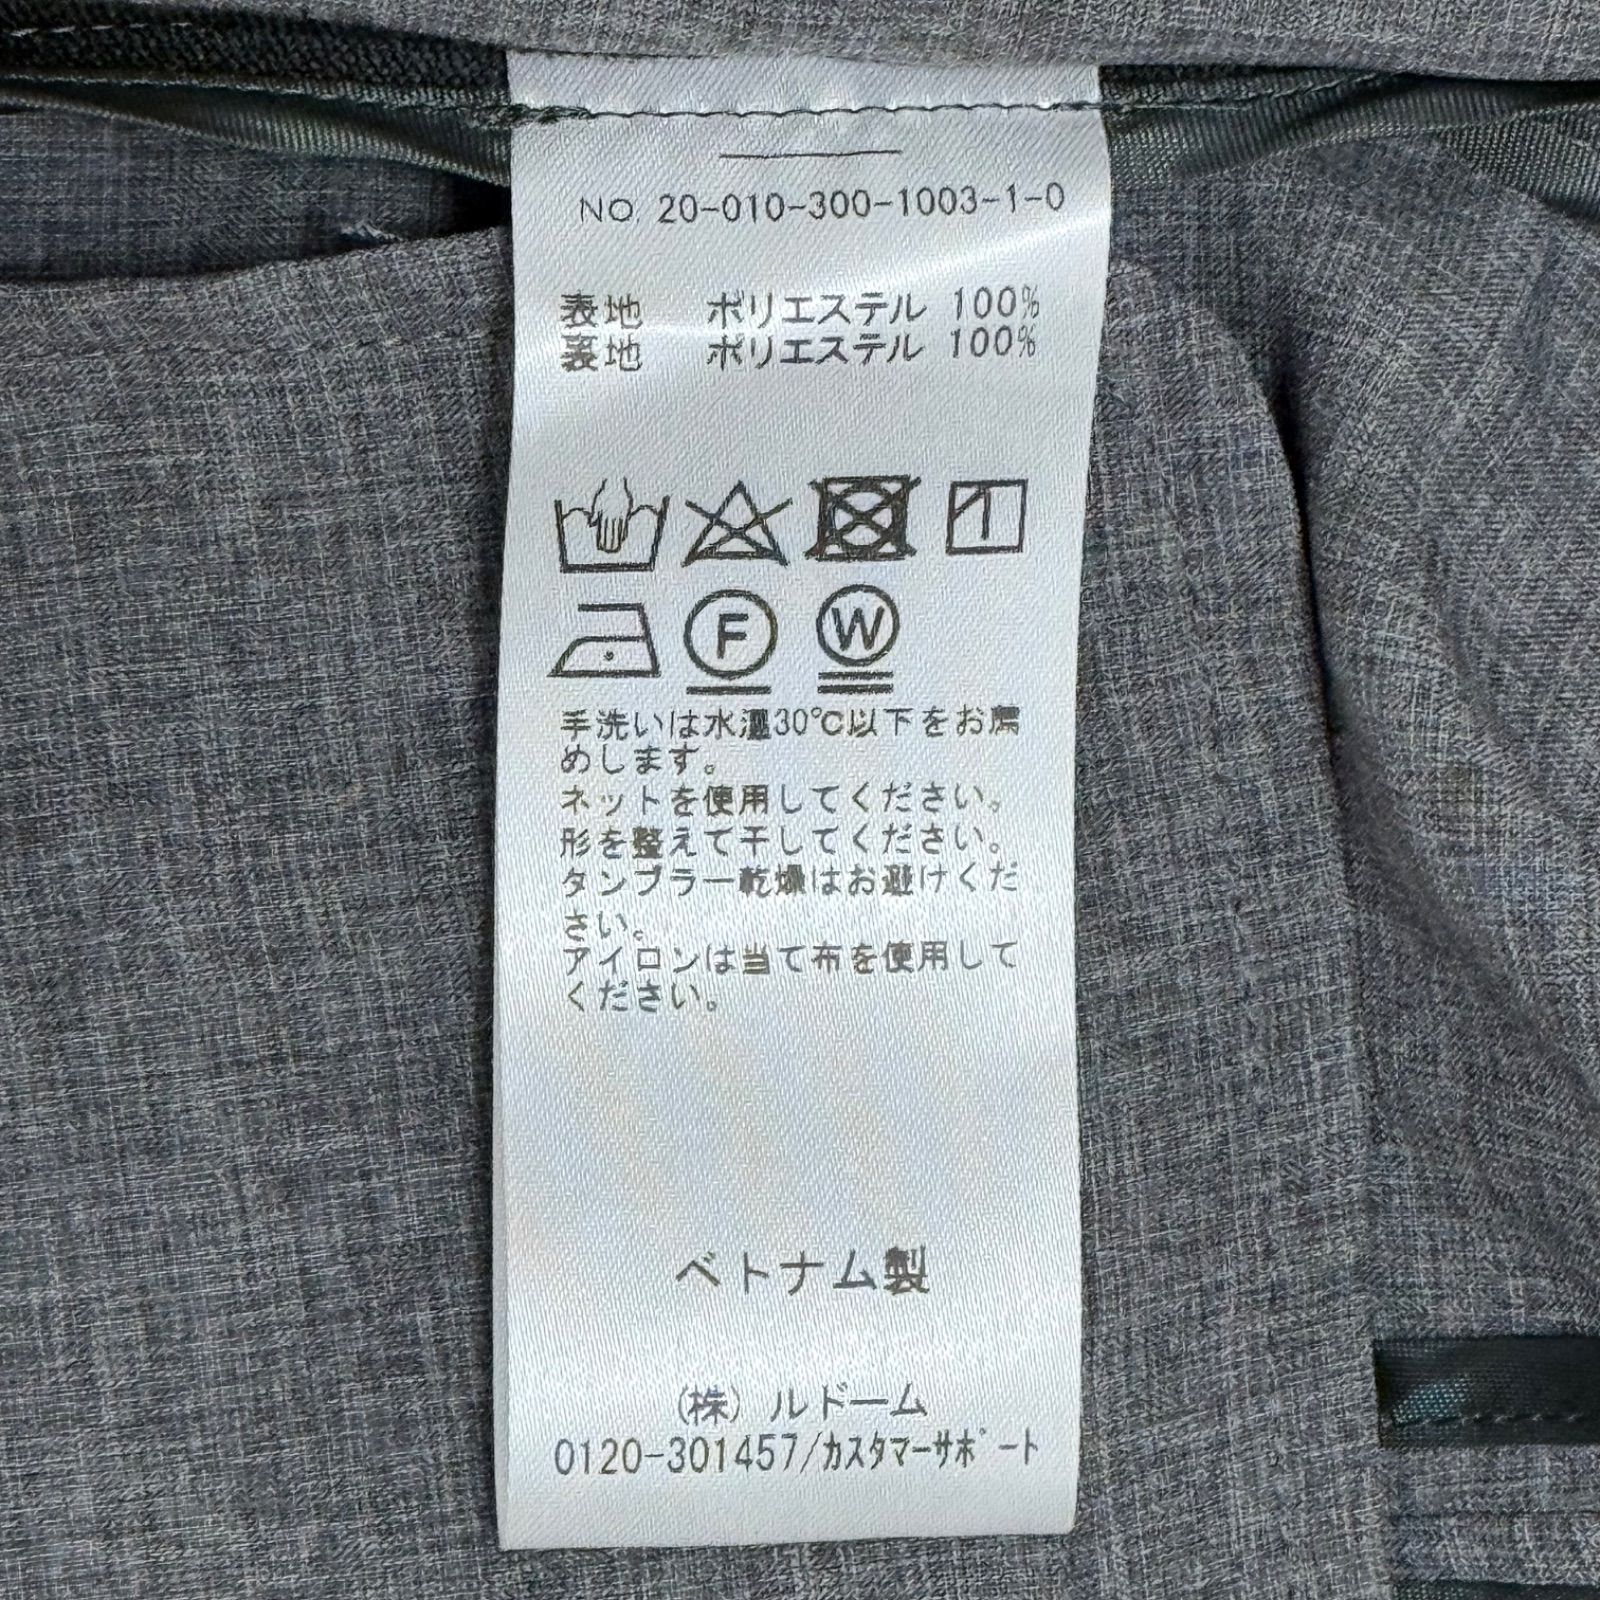 NO. 20-010-300-1003-1-0
表地 ポリエステル 100%
裏地 ポリエステル 100%
F W
手洗いは水温30℃以下をお薦
めします。
ネットを使用してください。
形を整えて干してください。
タンブラー乾燥はお避けくだ
さい。
アイロンは当て布を使用して
ください。
ベトナム製
(株) ルドーム
0120-301457/カスタマーサポート